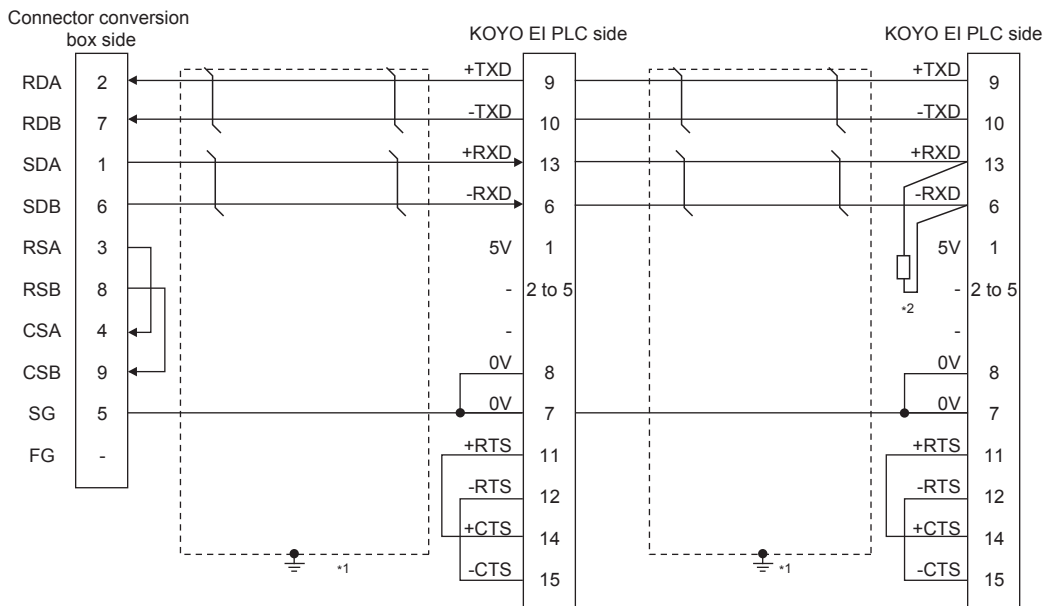 Connector conversion
box side
KOYO EI PLC side
KOYO EI PLC side
RDA 2 +TXD 9 +TXD 9
RDB 7 -TXD 10 -TXD 10
SDA 1 +RXD 13 +RXD 13
SDB 6 -RXD 6 -RXD 6
RSA 3 5V 1 5V 1
RSB 8 - 2 to 5 - 2 to 5
*2
CSA 4 -
CSB 9 0V 8 0V 8
SG 5 0V 7 0V 7
FG - +RTS 11 +RTS 11
-RTS 12 -RTS 12
+CTS 14 +CTS 14
*1 -CTS 15 *1 -CTS 15